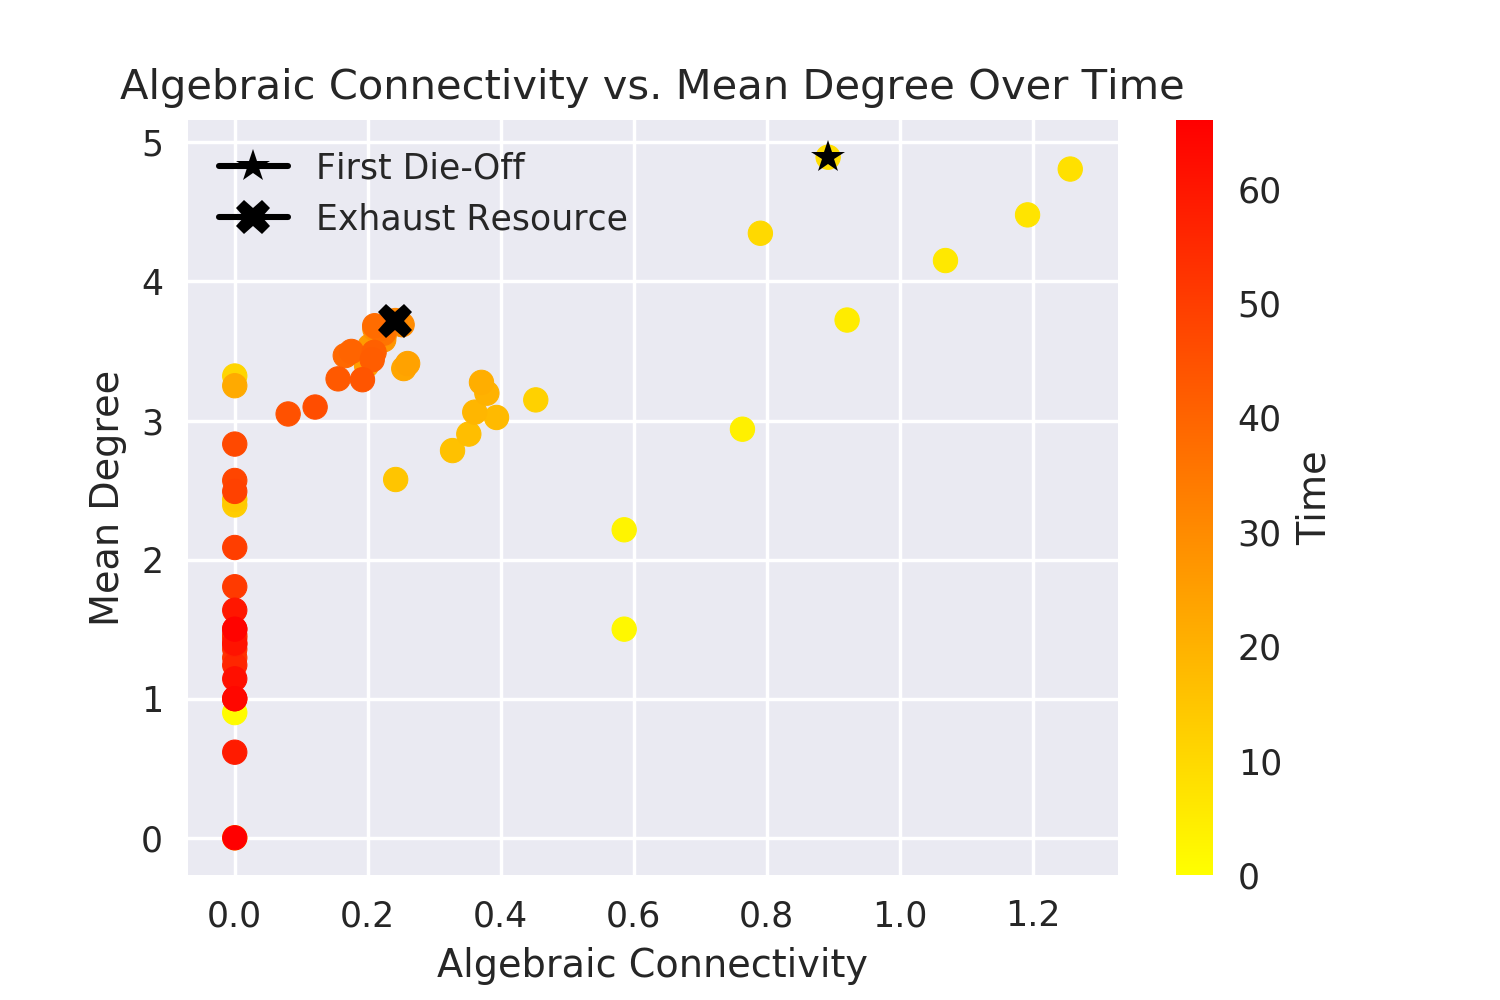 Algebraic Connectivity vs. Mean Degree Over Time
First Die-Off
Exhaust Resource
5
4
3
2
1
0
Mean Degree
0.0 0.2 0.4 0.6 0.8 1.0 1.2
Algebraic Connectivity
60
50
40
30
20
10
0
Time